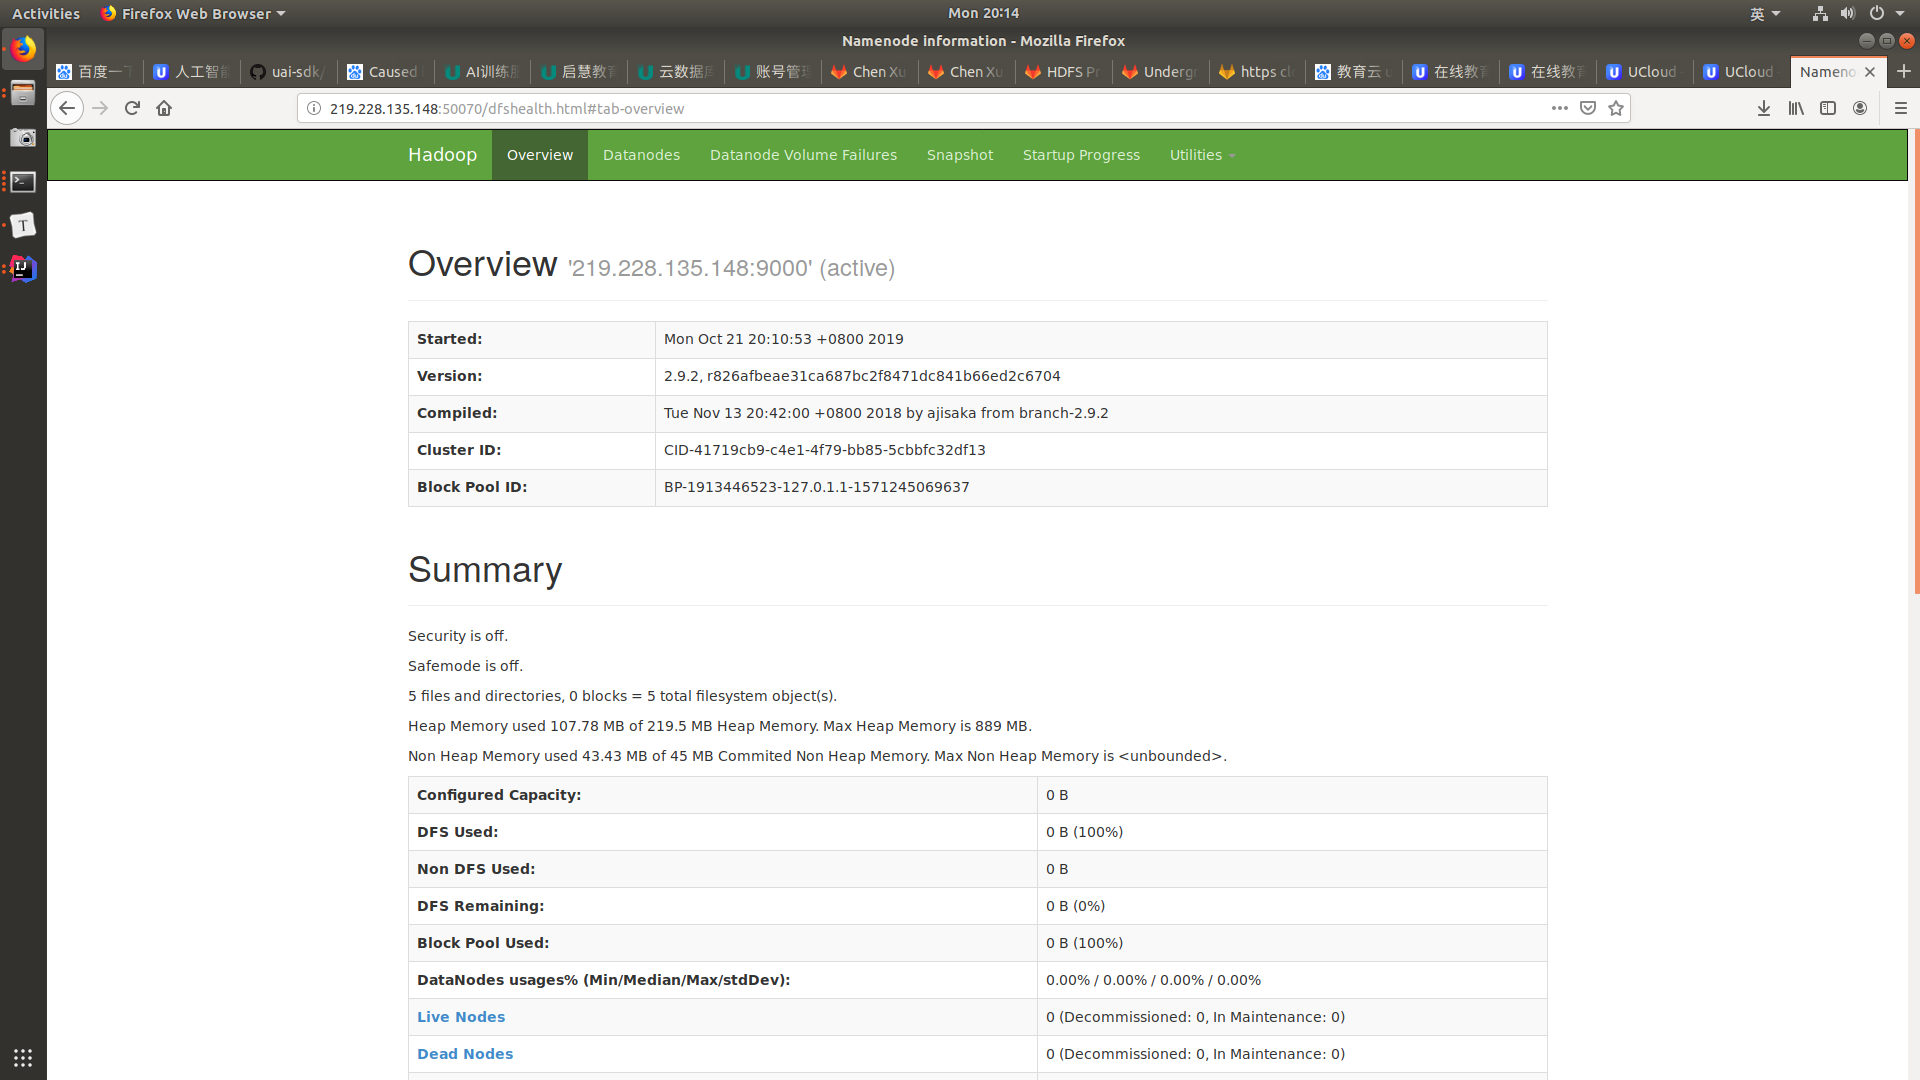 Activities Firefox Web Browser Mon 20:14 英
Namenode information - Mozilla Firefox
百度一下 人工智能 uai-sdk/ Caused AI训练服 启慧教育 云数据库 账号管理 Chen Xu Chen Xu HDFS Pr Undergr https clo 教育云 u 在线教育 在线教育 UCloud UCloud Nameno
219.228.135.148:50070/dfshealth.html#tab-overview
Hadoop Overview Datanodes Datanode Volume Failures Snapshot Startup Progress Utilities
Overview '219.228.135.148:9000' (active)
Started: Mon Oct 21 20:10:53 +0800 2019
Version: 2.9.2, r826afbeae31ca687bc2f8471dc841b66ed2c6704
Compiled: Tue Nov 13 20:42:00 +0800 2018 by ajisaka from branch-2.9.2
Cluster ID: CID-41719cb9-c4e1-4f79-bb85-5cbbfc32df13
Block Pool ID: BP-1913446523-127.0.1.1-1571245069637
Summary
Security is off.
Safemode is off.
5 files and directories, 0 blocks = 5 total filesystem object(s).
Heap Memory used 107.78 MB of 219.5 MB Heap Memory. Max Heap Memory is 889 MB.
Non Heap Memory used 43.43 MB of 45 MB Commited Non Heap Memory. Max Non Heap Memory is <unbounded>.
Configured Capacity: 0 B
DFS Used: 0 B (100%)
Non DFS Used: 0 B
DFS Remaining: 0 B (0%)
Block Pool Used: 0 B (100%)
DataNodes usages% (Min/Median/Max/stdDev): 0.00% / 0.00% / 0.00% / 0.00%
Live Nodes 0 (Decommissioned: 0, In Maintenance: 0)
Dead Nodes 0 (Decommissioned: 0, In Maintenance: 0)